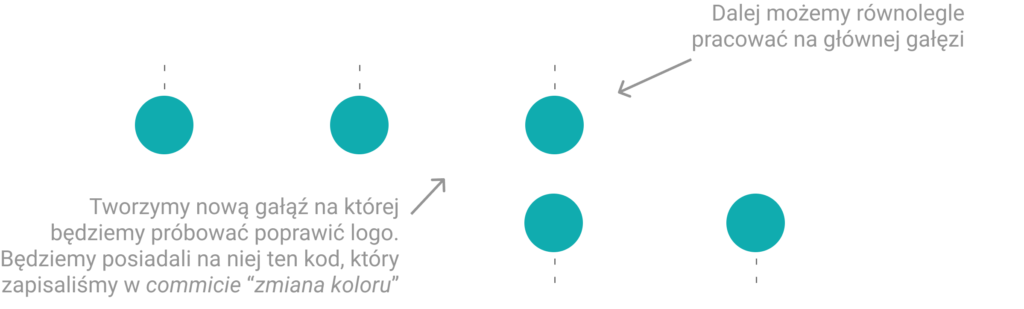 Dalej możemy równolegle
pracować na głównej gałęzi
Tworzymy nową gałąź na której
będziemy próbować poprawić logo.
Będziemy posiadali na niej ten kod, który
zapisaliśmy w commicie “zmiana koloru”